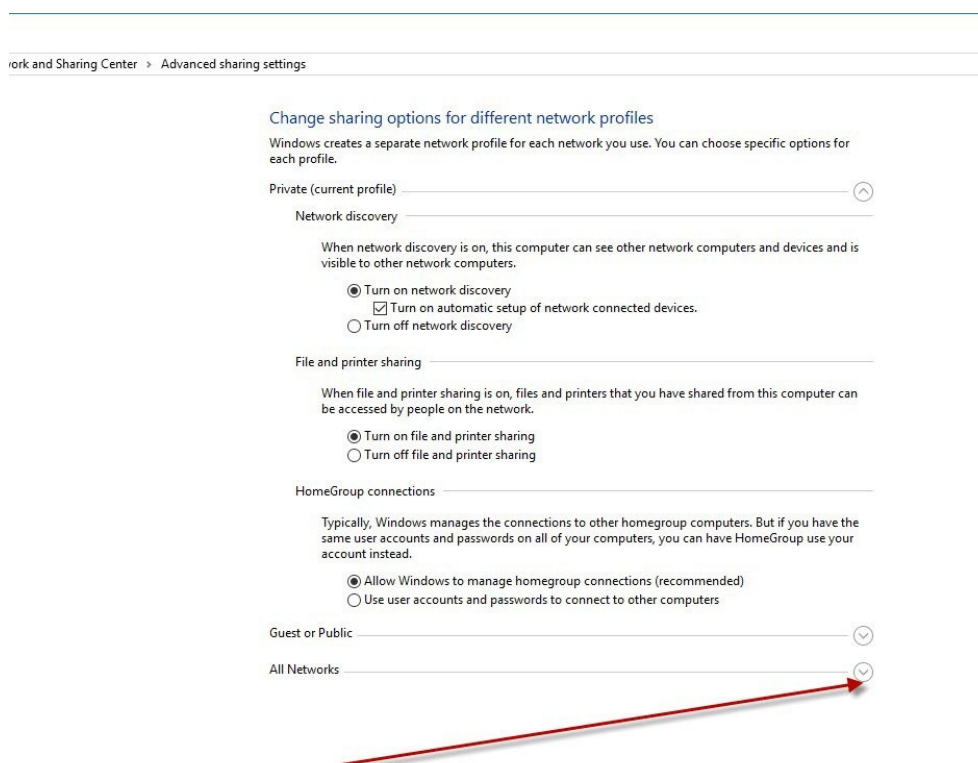 and Sharing Center > Advanced sharing settings
Change sharing options for different network profiles
Windows creates a separate network profile for each network you use. You can choose specific options for
each profile.
Private (current profile)
Network discovery
When network discovery is on, this computer can see other network computers and devices and is
visible to other network computers.
Turn on network discovery
Turn on automatic setup of network connected devices.
Turn off network discovery
File and printer sharing
When file and printer sharing is on, files and printers that you have shared from this computer can
be accessed by people on the network.
Turn on file and printer sharing
Turn off file and printer sharing
HomeGroup connections
Typically, Windows manages the connections to other homegroup computers. But if you have the
same user accounts and passwords on all of your computers, you can have HomeGroup use your
account instead.
Allow Windows to manage homegroup connections (recommended)
Use user accounts and passwords to connect to other computers
Guest or Public
All Networks